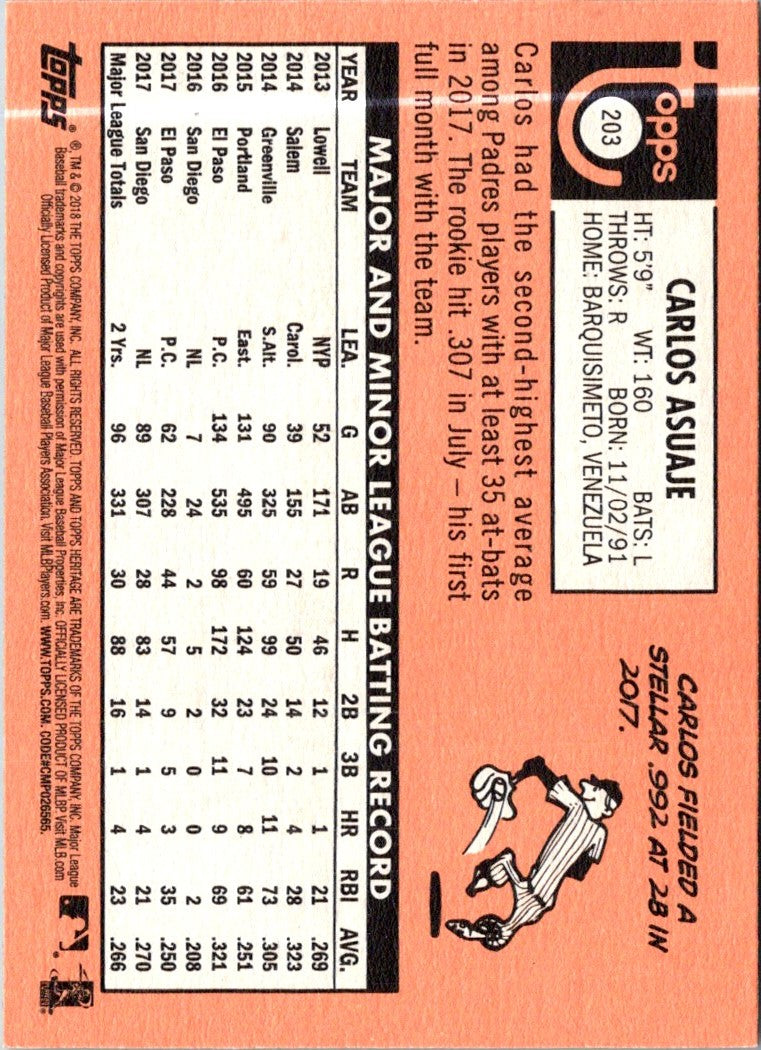 Topps
203
CARLOS ASUAJE
HT: 5'9" WT: 160 BATS: L
THROWS: R BORN: 11/02/91
HOME: BARQUISIMETO, VENEZUELA
Carlos had the second-highest average
among Padres players with at least 35 at-bats
in 2017. The rookie hit .307 in July – his first
full month with the team.
CARLOS FIELDED A
STELLAR .992 AT 2B IN
2017.
MAJOR AND MINOR LEAGUE BATTING RECORD
YEAR TEAM LEA. G AB R H 2B 3B HR RBI AVG.
2013 Lowell NYP 52 171 19 46 12 1 1 21 .269
2014 Salem Carol. 39 155 27 50 14 2 4 28 .323
2014 Greenville S.Atl. 90 325 59 99 24 10 11 73 .305
2015 Portland East. 131 495 60 124 23 7 8 61 .251
2016 El Paso P.C. 134 535 98 172 32 11 9 69 .321
2016 San Diego NL 7 24 2 5 2 0 0 2 .208
2017 El Paso P.C. 62 228 44 57 9 5 3 35 .250
2017 San Diego NL 89 307 28 83 14 1 4 21 .270
Major League Totals 2 Yrs. 96 331 30 88 16 1 4 23 .266
topps® ®, TM & © 2018 THE TOPPS COMPANY, INC. ALL RIGHTS RESERVED. TOPPS AND TOPPS HERITAGE ARE TRADEMARKS OF THE TOPPS COMPANY, INC. Major League
Baseball trademarks and copyrights are used with permission of Major League Baseball Properties, Inc. OFFICIALLY LICENSED PRODUCT OF MLBP Visit MLB.com
Officially Licensed Product of Major League Baseball Players Association. Visit MLBPlayers.com. WWW.TOPPS.COM. CODE#CMP026565.